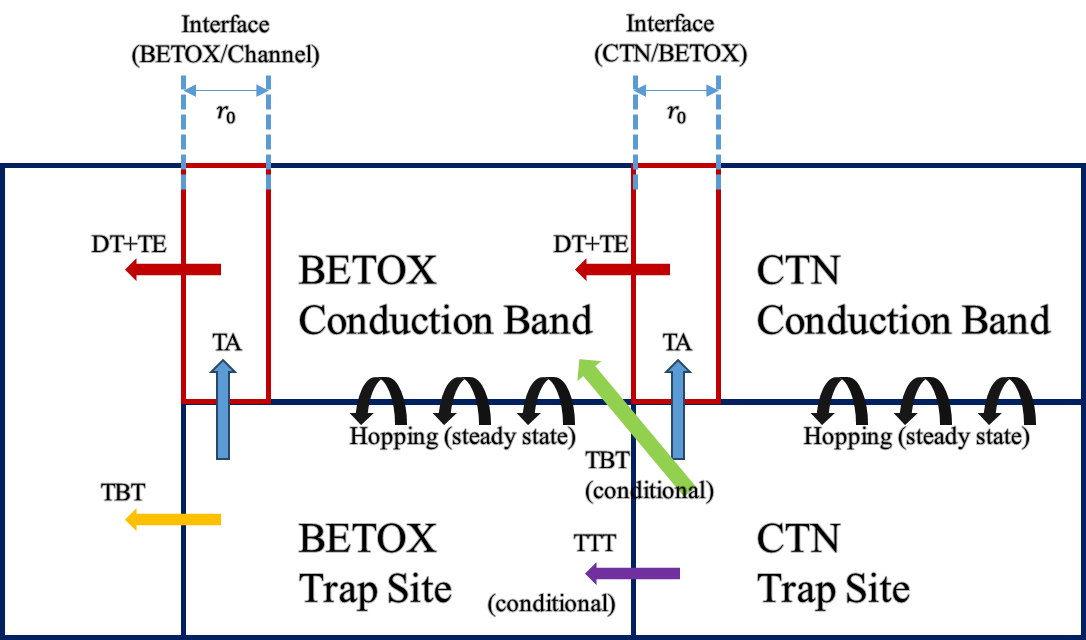 Interface
(BETOX/Channel)
Interface
(CTN/BETOX)
r0
r0
DT+TE
DT+TE
BETOX
Conduction Band
CTN
Conduction Band
TA
TA
Hopping (steady state)
Hopping (steady state)
TBT
(conditional)
TBT
BETOX
Trap Site
TTT
(conditional)
CTN
Trap Site